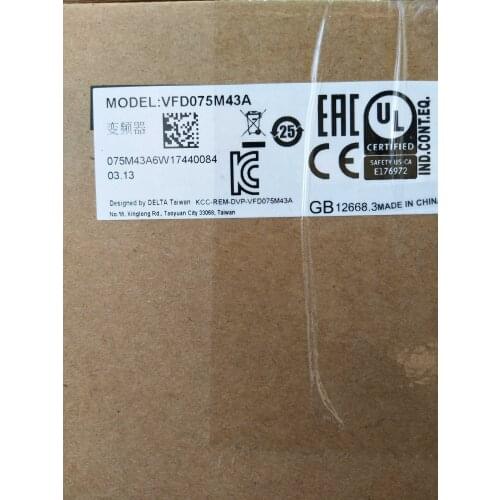 MODEL:VFD075M43A
变频器
075M43A6W17440084
03.13
25
EAC
CE
UL
CERTIFIED
SAFETY US-CA
E176972
IND.CONT.EQ.
Designed by DELTA Taiwan KCC-REM-DVP-VFD075M43A
No.18, Xinglong Rd., Taoyuan City 33068, Taiwan
GB12668.3 MADE IN CHINA